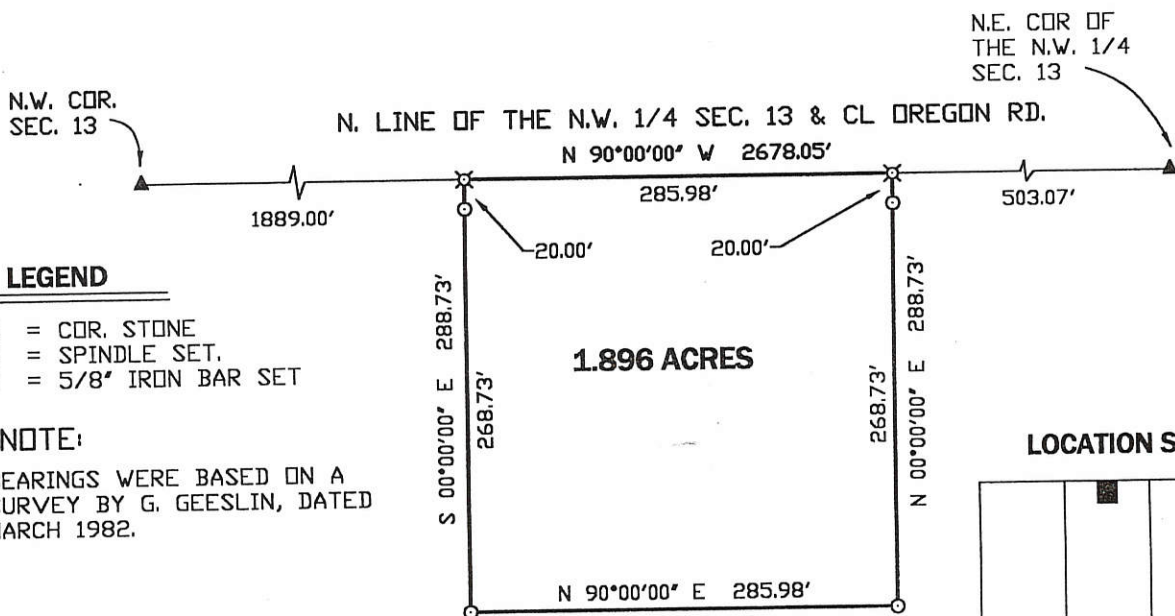 N.E. COR OF
THE N.W. 1/4
SEC. 13
N.W. COR.
SEC. 13
N. LINE OF THE N.W. 1/4 SEC. 13 & CL OREGON RD.
N 90°00'00" W 2678.05'
1889.00'
285.98'
503.07'
20.00'
20.00'
LEGEND
= COR. STONE
= SPINDLE SET.
= 5/8" IRON BAR SET
S 00°00'00" E 288.73'
268.73'
1.896 ACRES
268.73'
N 00°00'00" E 288.73'
NOTE:
EARINGS WERE BASED ON A
SURVEY BY G. GEESLIN, DATED
MARCH 1982.
LOCATION S
N 90°00'00" E 285.98'